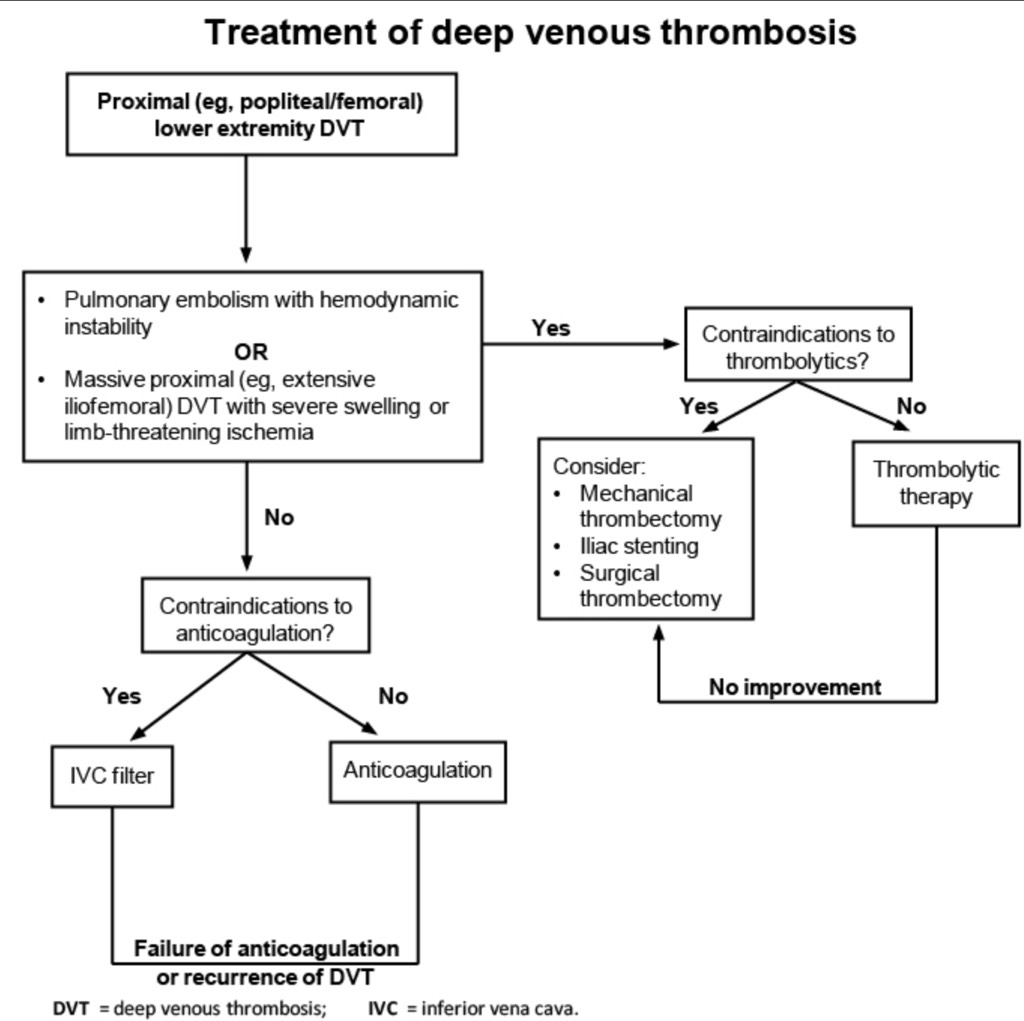 Treatment of deep venous thrombosis
Proximal (eg, popliteal/femoral)
lower extremity DVT
• Pulmonary embolism with hemodynamic
instability
OR
• Massive proximal (eg, extensive
iliofemoral) DVT with severe swelling or
limb-threatening ischemia
Yes
Contraindications to
thrombolytics?
Yes
No
Consider:
• Mechanical
thrombectomy
• Iliac stenting
• Surgical
thrombectomy
Thrombolytic
therapy
No improvement
No
Contraindications to
anticoagulation?
Yes
No
IVC filter
Anticoagulation
Failure of anticoagulation
or recurrence of DVT
DVT = deep venous thrombosis; IVC = inferior vena cava.